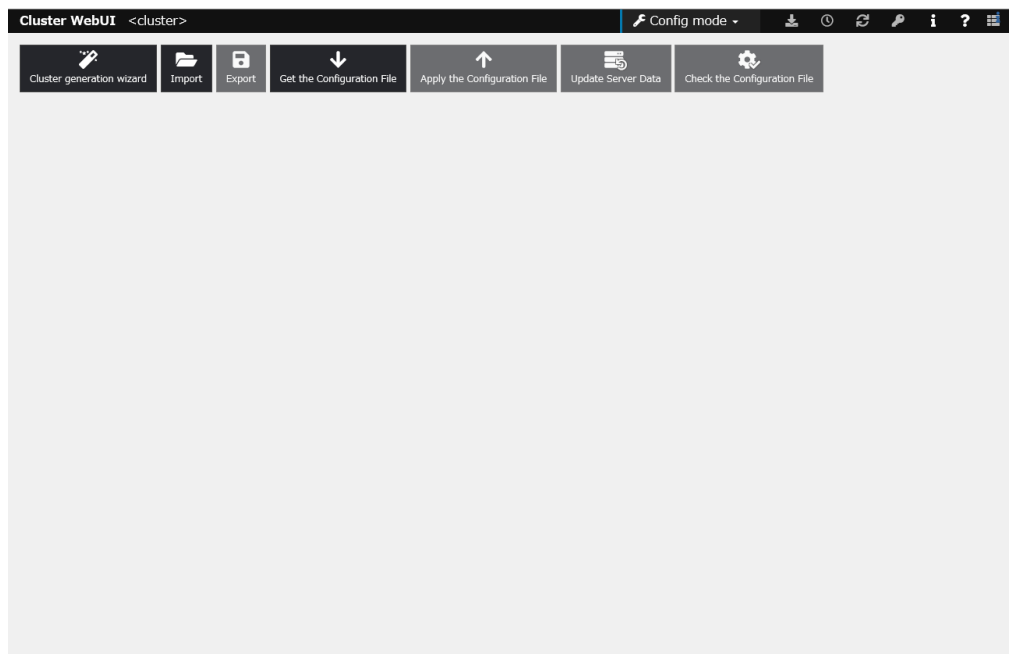 Cluster WebUI <cluster> Config mode
Cluster generation wizard Import Export Get the Configuration File Apply the Configuration File Update Server Data Check the Configuration File